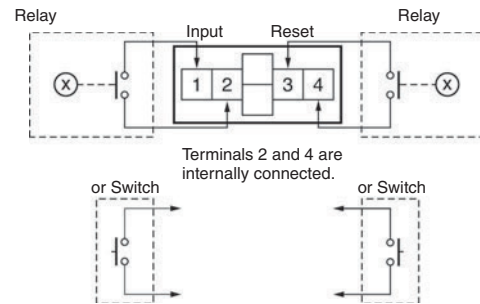 Relay
Relay
Input
Reset
X
1
2
3
4
X
Terminals 2 and 4 are
internally connected.
or Switch
or Switch